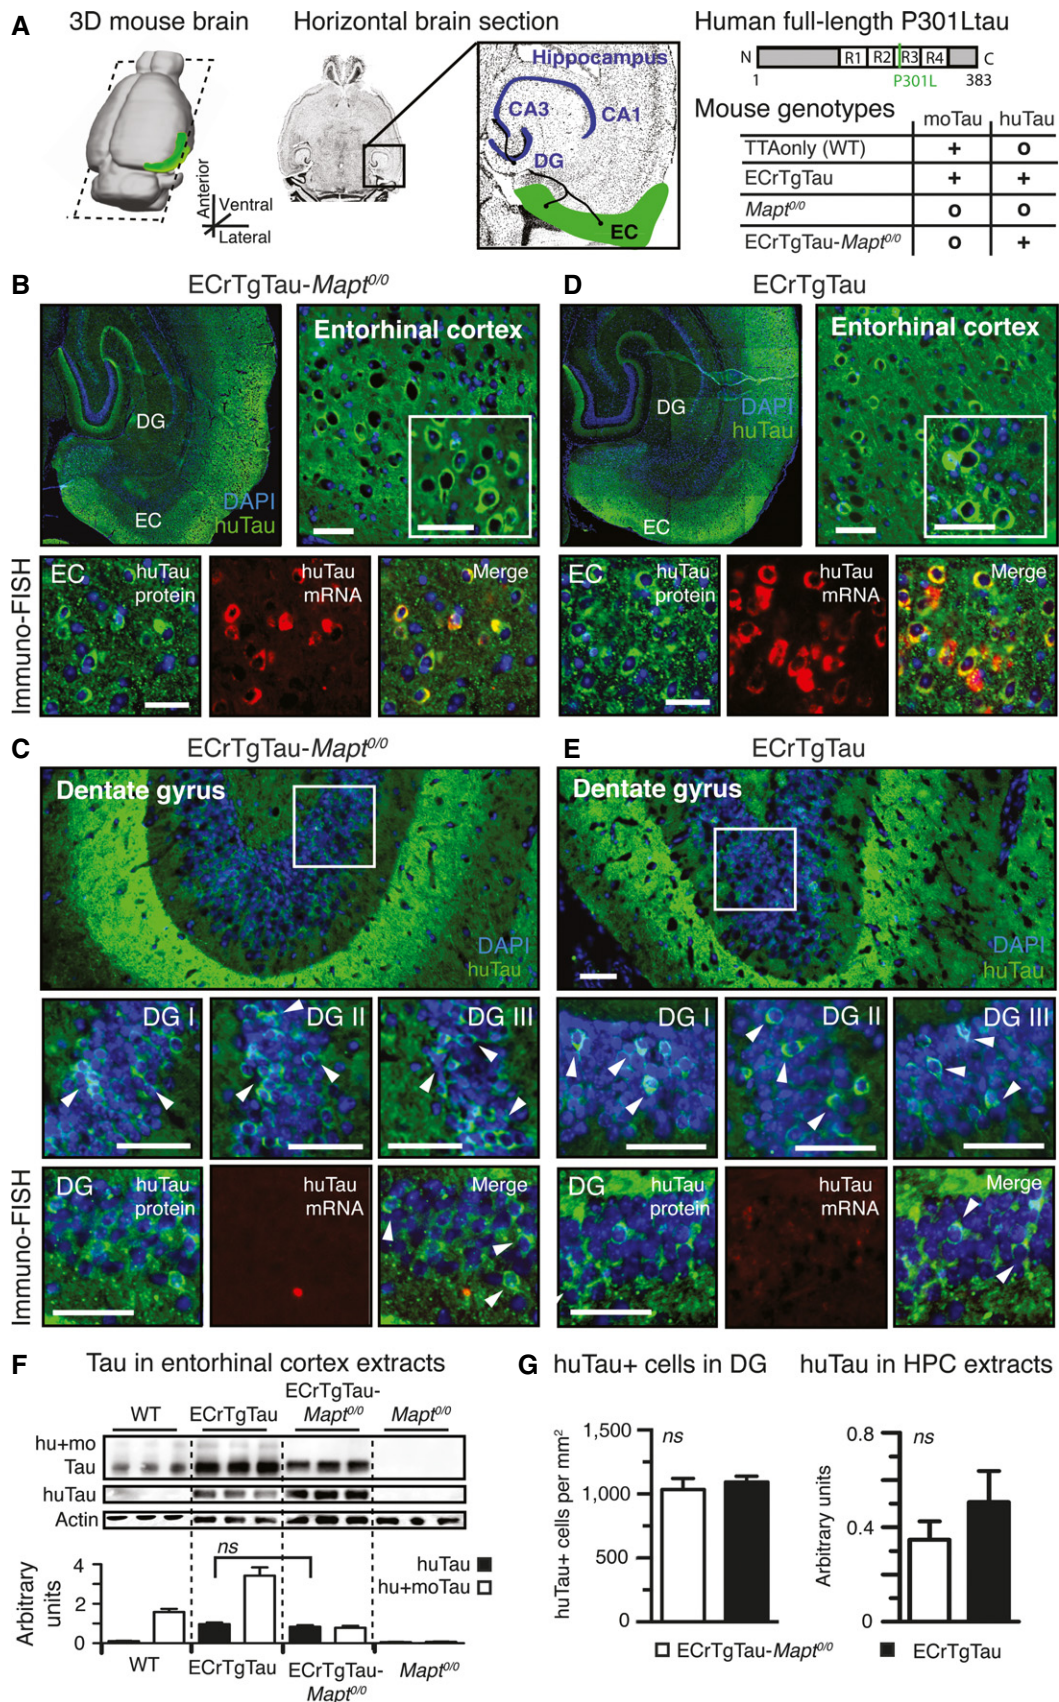 A
3D mouse brain
Horizontal brain section
Human full-length P301Ltau
Anterior
Ventral
Lateral
Hippocampus
CA3
CA1
DG
EC
N
R1 R2 R3 R4
C
1
P301L
383
Mouse genotypes
moTau huTau
TTAonly (WT) + o
ECrTgTau + +
Mapt0/0 o o
ECrTgTau-Mapt0/0 o +
B
ECrTgTau-Mapt0/0
DG
EC
DAPI
huTau
Entorhinal cortex
Immuno-FISH
EC
huTau
protein
huTau
mRNA
Merge
D
ECrTgTau
DG
DAPI
huTau
EC
Entorhinal cortex
EC
huTau
protein
huTau
mRNA
Merge
C
ECrTgTau-Mapt0/0
Dentate gyrus
DAPI
huTau
DG I
DG II
DG III
Immuno-FISH
DG
huTau
protein
huTau
mRNA
Merge
E
ECrTgTau
Dentate gyrus
DAPI
huTau
DG I
DG II
DG III
DG
huTau
protein
huTau
mRNA
Merge
F
Tau in entorhinal cortex extracts
WT
ECrTgTau
ECrTgTau-
Mapt0/0
Mapt0/0
hu+mo
Tau
huTau
Actin
Arbitrary
units
4
2
0
ns
huTau
hu+moTau
WT
ECrTgTau
ECrTgTau-
Mapt0/0
Mapt0/0
G
huTau+ cells in DG
huTau in HPC extracts
huTau+ cells per mm2
1,500
1,000
500
0
ns
Arbitrary units
0.8
0.4
0
ns
ECrTgTau-Mapt0/0
ECrTgTau